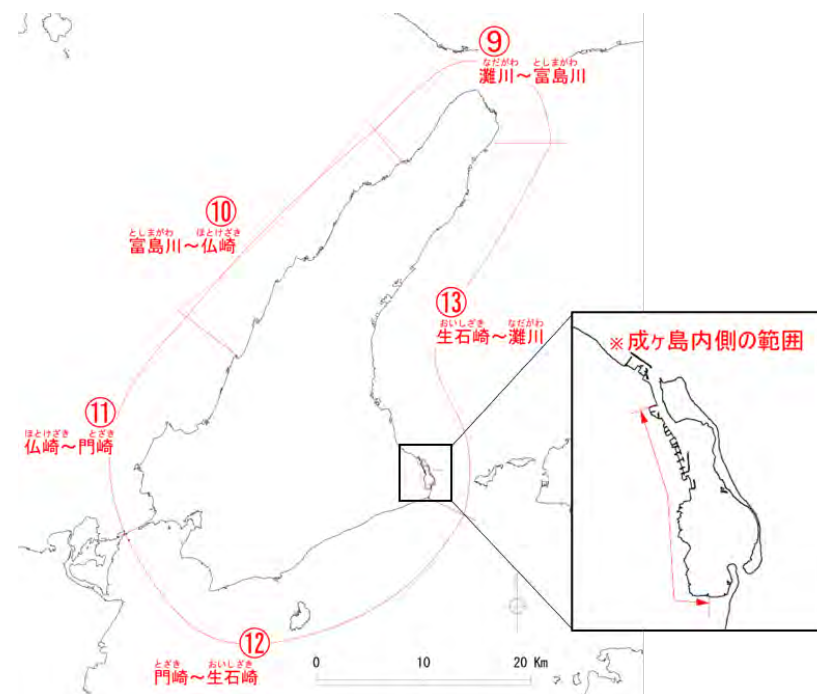 ⑨
なだがわ としまがわ
灘川～富島川
⑩
としまがわ ほとけざき
富島川～仏崎
⑬
おいしざき なだがわ
生石崎～灘川
※成ヶ島内側の範囲
⑪
ほとけざき とざき
仏崎～門崎
⑫
とざき おいしざき
門崎～生石崎
0 10 20 Km